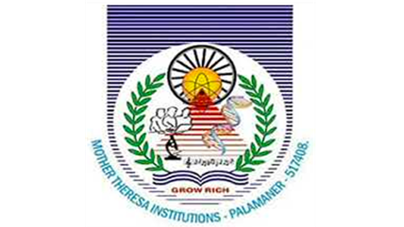 GROW RICH
MOTHER THERESA INSTITUTIONS - PALAMANER - 517408.